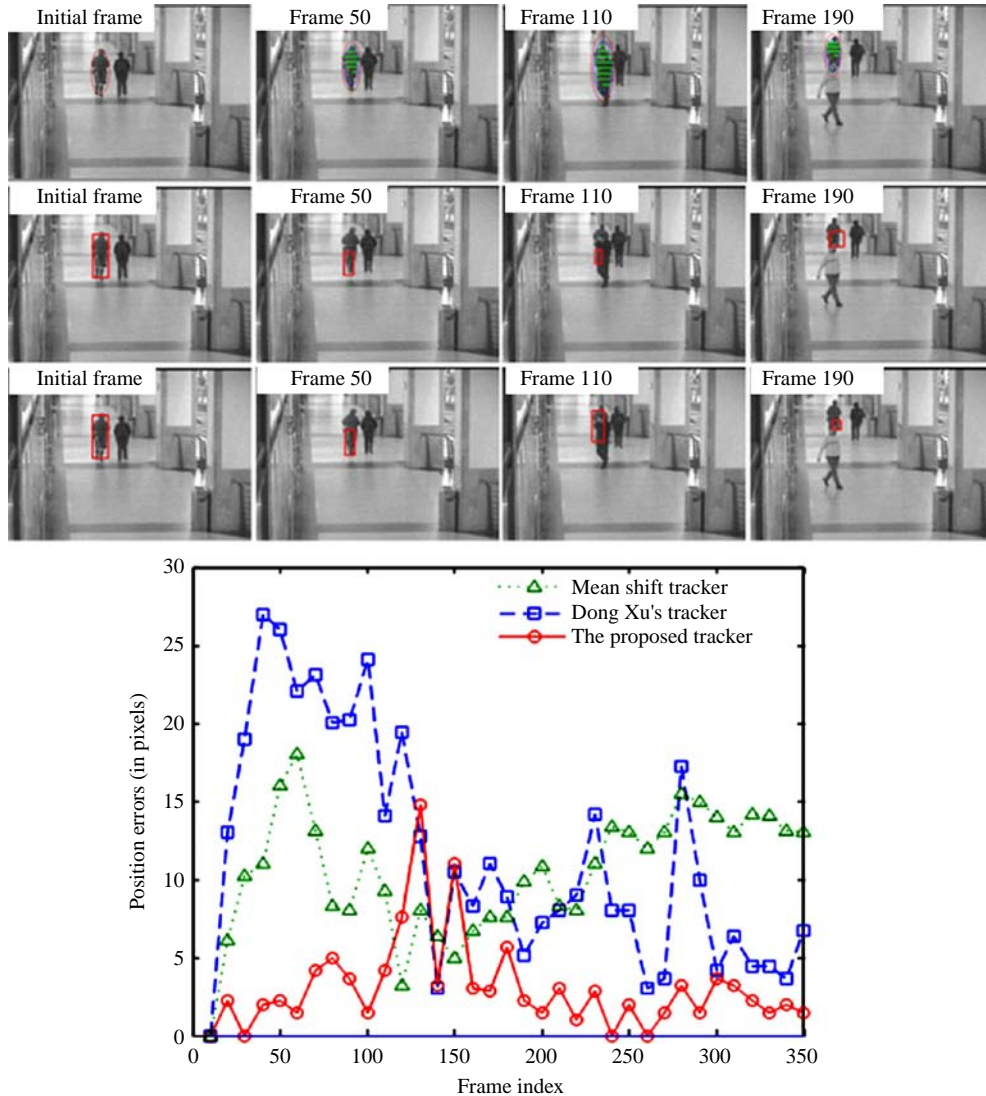 Initial frame
Frame 50
Frame 110
Frame 190
Initial frame
Frame 50
Frame 110
Frame 190
Initial frame
Frame 50
Frame 110
Frame 190
30
25
20
15
10
5
0
Position errors (in pixels)
Mean shift tracker
Dong Xu's tracker
The proposed tracker
0
50
100
150
200
250
300
350
Frame index